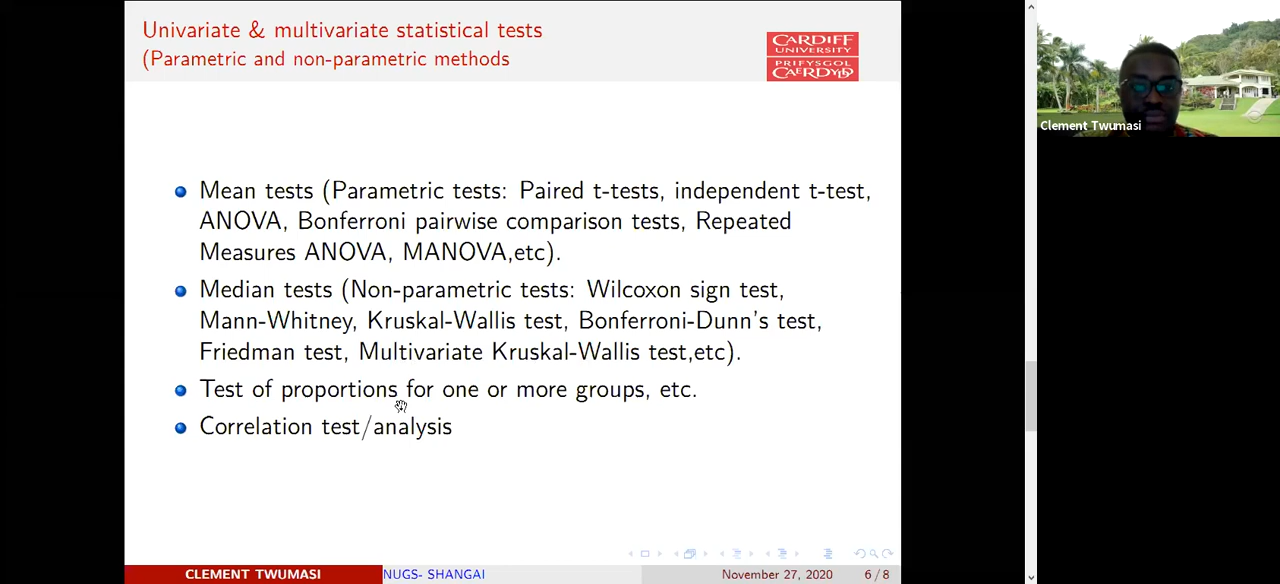 Univariate & multivariate statistical tests
(Parametric and non-parametric methods
CARDIFF
UNIVERSITY
PRIFYSGOL
CAERDYDD
Mean tests (Parametric tests: Paired t-tests, independent t-test,
ANOVA, Bonferroni pairwise comparison tests, Repeated
Measures ANOVA, MANOVA,etc).
Median tests (Non-parametric tests: Wilcoxon sign test,
Mann-Whitney, Kruskal-Wallis test, Bonferroni-Dunn's test,
Friedman test, Multivariate Kruskal-Wallis test,etc).
Test of proportions for one or more groups, etc.
Correlation test/analysis
CLEMENT TWUMASI
NUGS- SHANGAI
November 27, 2020
6 / 8
Clement Twumasi